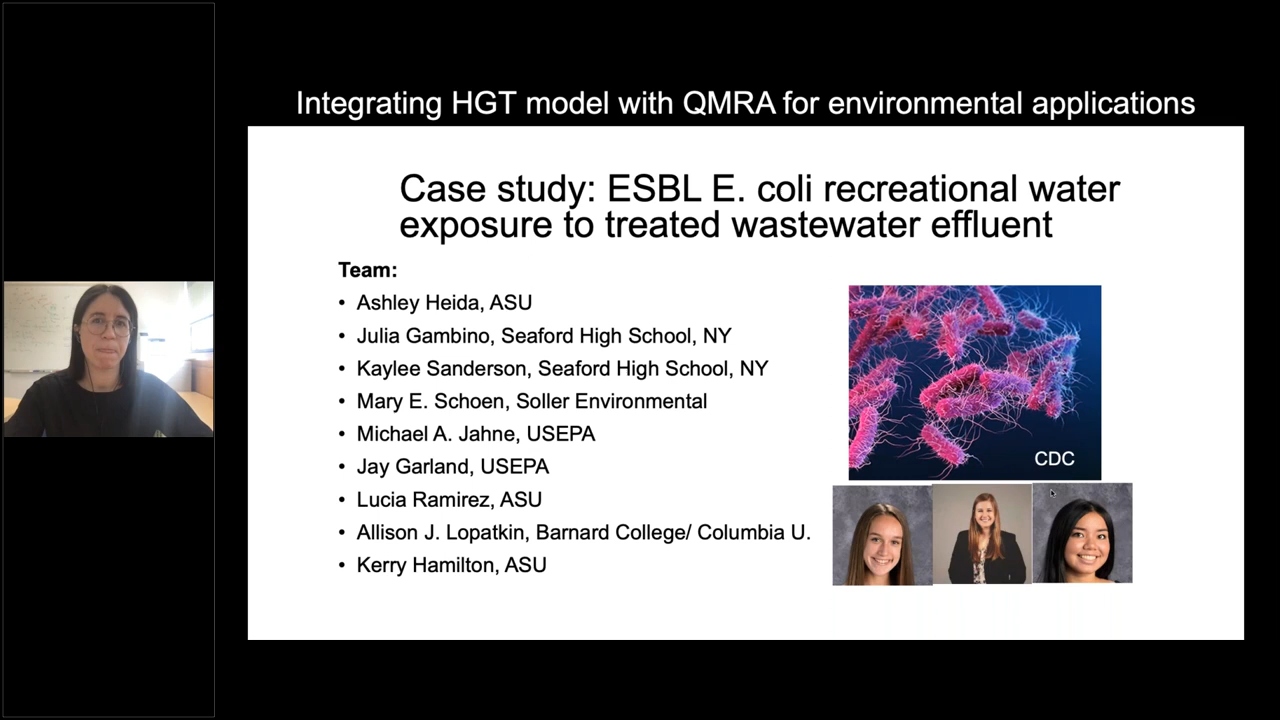 Integrating HGT model with QMRA for environmental applications
Case study: ESBL E. coli recreational water
exposure to treated wastewater effluent
Team:
• Ashley Heida, ASU
• Julia Gambino, Seaford High School, NY
• Kaylee Sanderson, Seaford High School, NY
• Mary E. Schoen, Soller Environmental
• Michael A. Jahne, USEPA
• Jay Garland, USEPA
• Lucia Ramirez, ASU
• Allison J. Lopatkin, Barnard College/ Columbia U.
• Kerry Hamilton, ASU
CDC